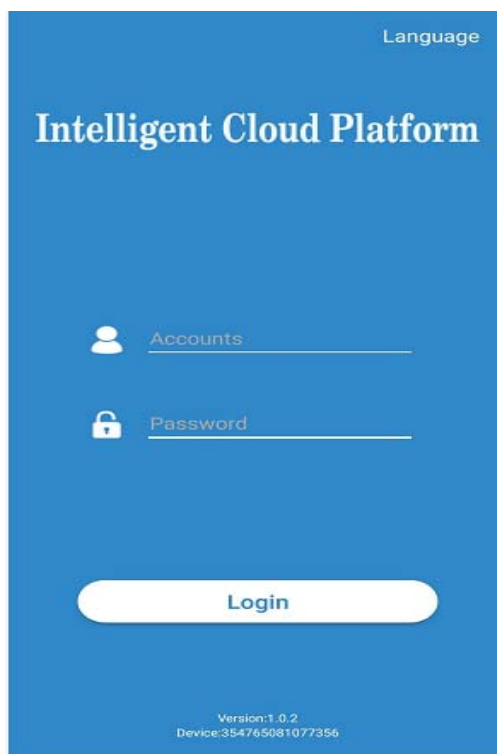 Language
Intelligent Cloud Platform
Accounts
Password
Login
Version:1.0.2
Device:354765081077356